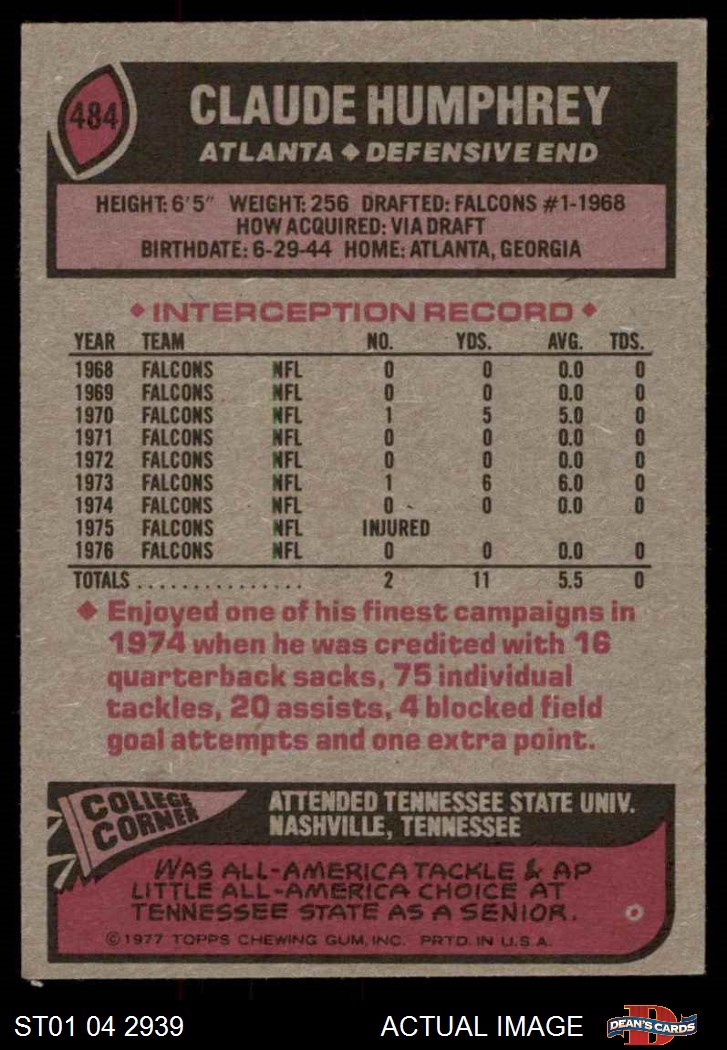 484
CLAUDE HUMPHREY
ATLANTA ◆ DEFENSIVE END
HEIGHT: 6'5" WEIGHT: 256 DRAFTED: FALCONS #1-1968
HOW ACQUIRED: VIA DRAFT
BIRTHDATE: 6-29-44 HOME: ATLANTA, GEORGIA
◆ INTERCEPTION RECORD ◆
YEAR TEAM NO. YDS. AVG. TDS.
1968 FALCONS NFL 0 0 0.0 0
1969 FALCONS NFL 0 0 0.0 0
1970 FALCONS NFL 1 5 5.0 0
1971 FALCONS NFL 0 0 0.0 0
1972 FALCONS NFL 0 0 0.0 0
1973 FALCONS NFL 1 6 6.0 0
1974 FALCONS NFL 0 0 0.0 0
1975 FALCONS NFL INJURED
1976 FALCONS NFL 0 0 0.0 0
TOTALS ............... 2 11 5.5 0
◆ Enjoyed one of his finest campaigns in
1974 when he was credited with 16
quarterback sacks, 75 individual
tackles, 20 assists, 4 blocked field
goal attempts and one extra point.
COLLEGE
CORNER
ATTENDED TENNESSEE STATE UNIV.
NASHVILLE, TENNESSEE
WAS ALL-AMERICA TACKLE & AP
LITTLE ALL-AMERICA CHOICE AT
TENNESSEE STATE AS A SENIOR.
©1977 TOPPS CHEWING GUM, INC. PRTD. IN U.S.A.
ST01 04 2939 ACTUAL IMAGE
D
DEAN'S CARDS